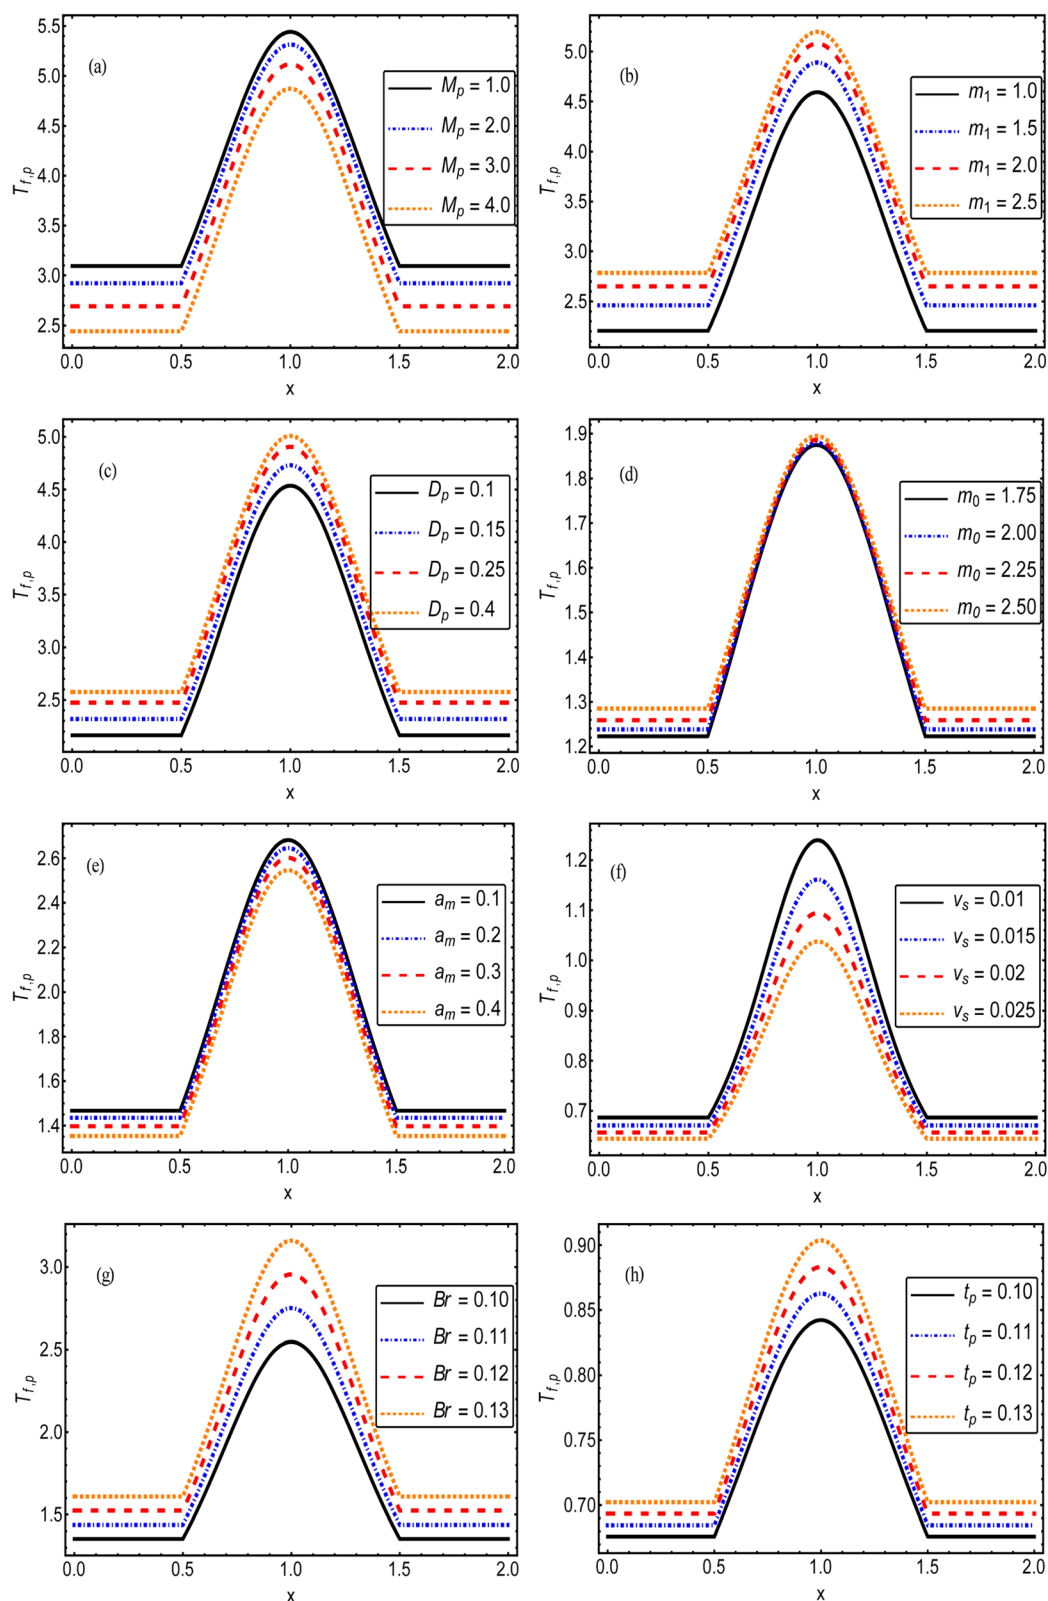 (a)
M_p = 1.0
M_p = 2.0
M_p = 3.0
M_p = 4.0
5.5
5.0
4.5
4.0
3.5
3.0
2.5
T_f,p
0.0 0.5 1.0 1.5 2.0
x
(b)
m_1 = 1.0
m_1 = 1.5
m_1 = 2.0
m_1 = 2.5
5.0
4.5
4.0
3.5
3.0
2.5
T_f,p
0.0 0.5 1.0 1.5 2.0
x
(c)
D_p = 0.1
D_p = 0.15
D_p = 0.25
D_p = 0.4
5.0
4.5
4.0
3.5
3.0
2.5
T_f,p
0.0 0.5 1.0 1.5 2.0
x
(d)
m_0 = 1.75
m_0 = 2.00
m_0 = 2.25
m_0 = 2.50
1.9
1.8
1.7
1.6
1.5
1.4
1.3
1.2
T_f,p
0.0 0.5 1.0 1.5 2.0
x
(e)
a_m = 0.1
a_m = 0.2
a_m = 0.3
a_m = 0.4
2.6
2.4
2.2
2.0
1.8
1.6
1.4
T_f,p
0.0 0.5 1.0 1.5 2.0
x
(f)
v_s = 0.01
v_s = 0.015
v_s = 0.02
v_s = 0.025
1.2
1.1
1.0
0.9
0.8
0.7
T_f,p
0.0 0.5 1.0 1.5 2.0
x
(g)
Br = 0.10
Br = 0.11
Br = 0.12
Br = 0.13
3.0
2.5
2.0
1.5
T_f,p
0.0 0.5 1.0 1.5 2.0
x
(h)
t_p = 0.10
t_p = 0.11
t_p = 0.12
t_p = 0.13
0.90
0.85
0.80
0.75
0.70
T_f,p
0.0 0.5 1.0 1.5 2.0
x